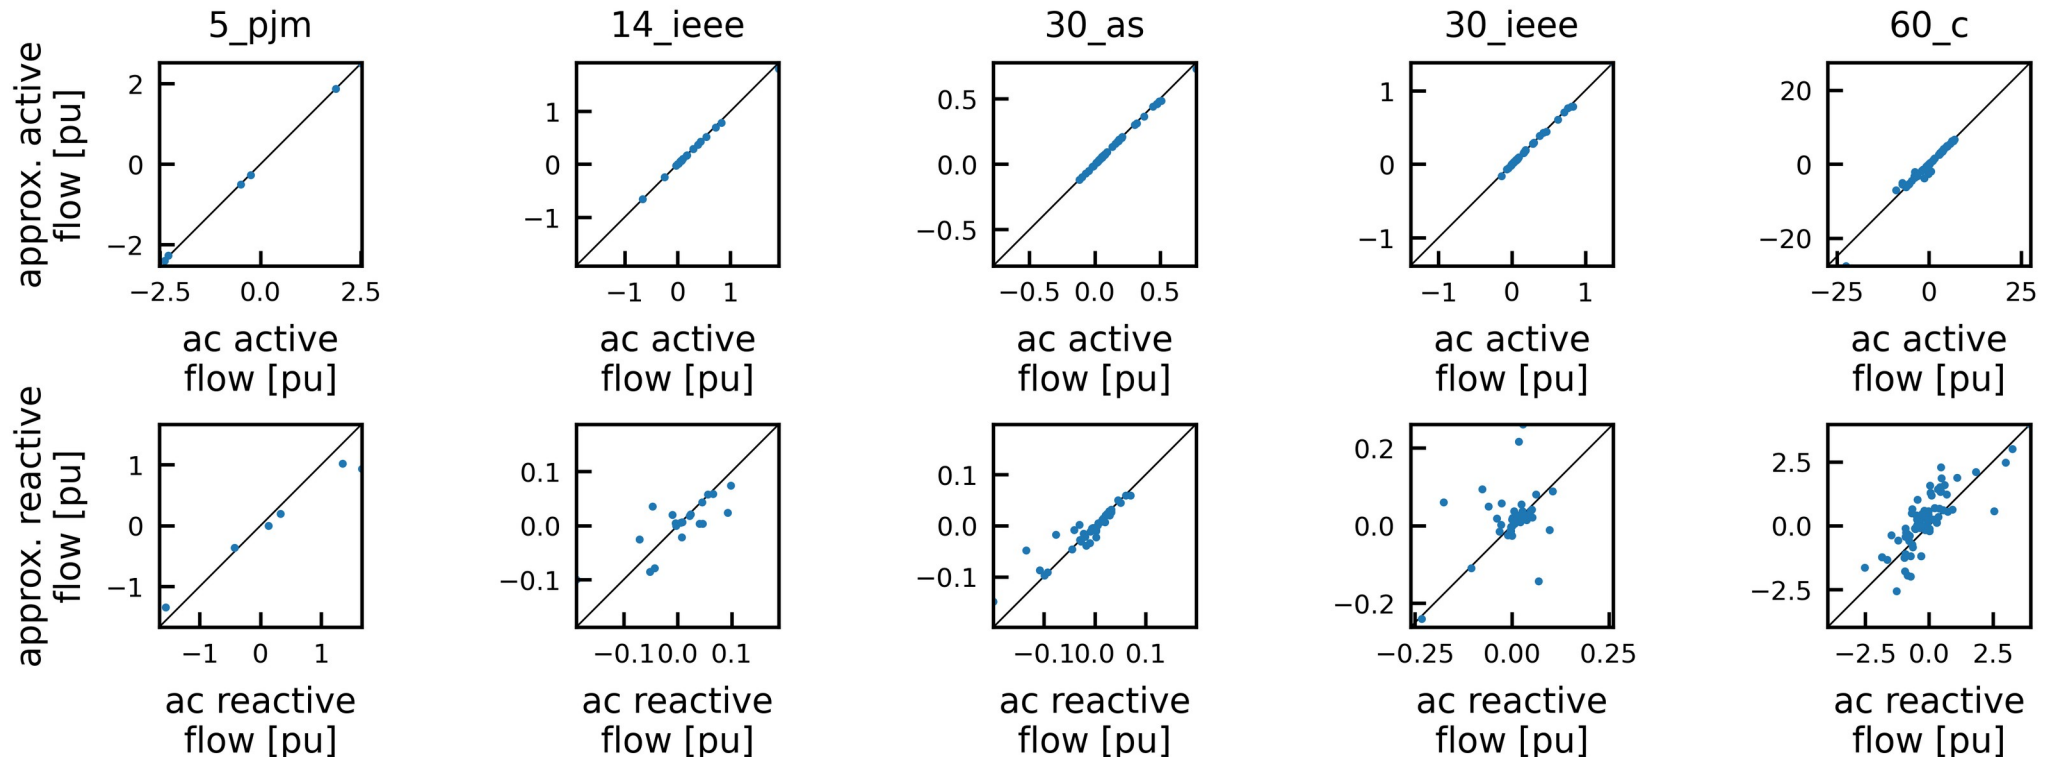 5_pjm
14_ieee
30_as
30_ieee
60_c
approx. active
flow [pu]
2
0
−2
−2.5
0.0
2.5
ac active
flow [pu]
1
0
−1
−1
0
1
ac active
flow [pu]
0.5
0.0
−0.5
−0.5
0.0
0.5
ac active
flow [pu]
1
0
−1
−1
0
1
ac active
flow [pu]
20
0
−20
−25
0
25
ac active
flow [pu]
approx. reactive
flow [pu]
1
0
−1
−1
0
1
ac reactive
flow [pu]
0.1
0.0
−0.1
−0.1
0.0
0.1
ac reactive
flow [pu]
0.1
0.0
−0.1
−0.1
0.0
0.1
ac reactive
flow [pu]
0.2
0.0
−0.2
−0.25
0.00
0.25
ac reactive
flow [pu]
2.5
0.0
−2.5
−2.5
0.0
2.5
ac reactive
flow [pu]